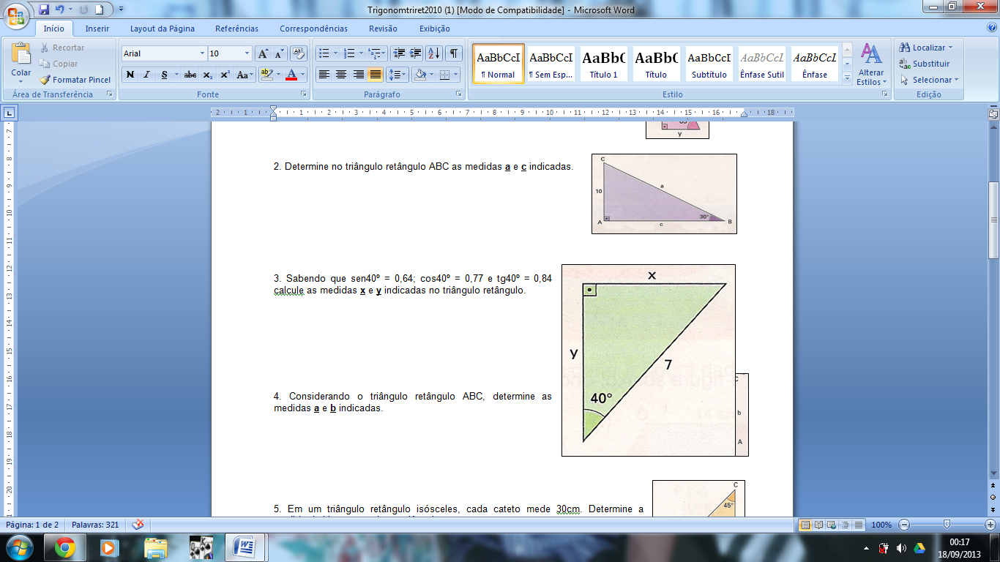 Trigonomtriret2010 (1) [Modo de Compatibilidade] - Microsoft Word
Início Inserir Layout da Página Referências Correspondências Revisão Exibição
Colar
Recortar
Copiar
Formatar Pincel
Área de Transferência
Arial 10
N I S abc x₂ x² Aa A
Fonte
Parágrafo
AaBbCcI AaBbCcI AaBbC AaBbC AaBbCcI AaBbCcI AaBbCcI
¶ Normal ¶ Sem Esp... Título 1 Título Subtítulo Ênfase Sutil Ênfase
Alterar Estilos
Estilo
Localizar
Substituir
Selecionar
Edição
2 1 1 2 3 4 5 6 7 8 9 10 11 12 13 14 15 16 18
y
2. Determine no triângulo retângulo ABC as medidas a e c indicadas.
C
10
a
A
c
30°
B
3. Sabendo que sen40º = 0,64; cos40º = 0,77 e tg40º = 0,84
calcule as medidas x e y indicadas no triângulo retângulo.
x
y
7
40°
4. Considerando o triângulo retângulo ABC, determine as
medidas a e b indicadas.
b
A
5. Em um triângulo retângulo isósceles, cada cateto mede 30cm. Determine a
C
45°
Página: 1 de 2 Palavras: 321
100%
00:17
18/09/2013